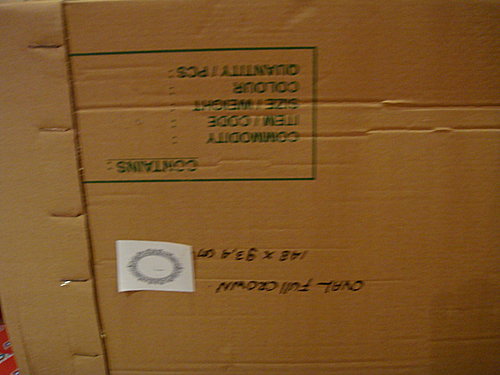 OVAL FULL CROWN
148 x 93,4 cm
CONTAINS :
COMMODITY :
ITEM / CODE :
SIZE / WEIGHT :
COLOUR :
QUANTITY / PCS :